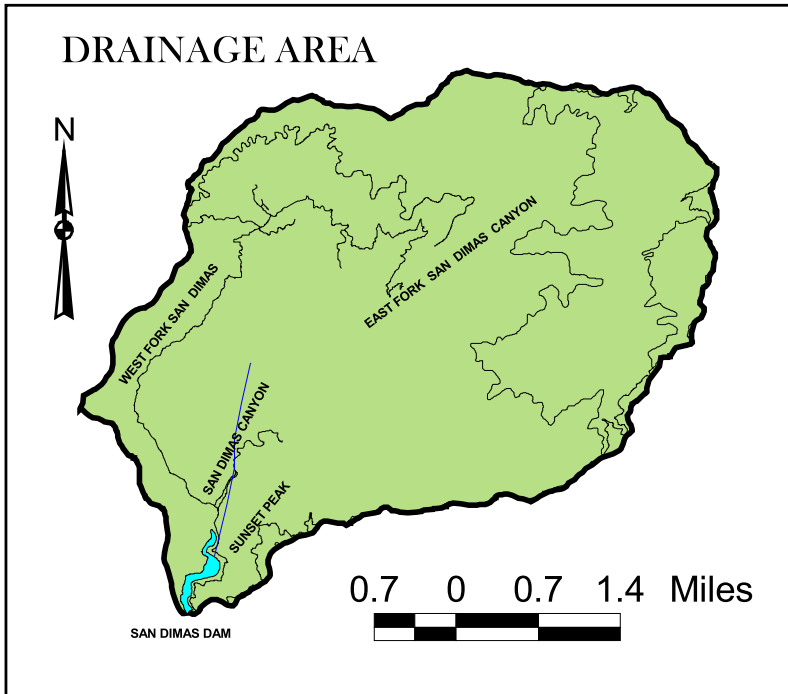 DRAINAGE AREA
N
WEST FORK SAN DIMAS
EAST FORK SAN DIMAS CANYON
SAN DIMAS CANYON
SUNSET PEAK
0.7 0 0.7 1.4 Miles
SAN DIMAS DAM